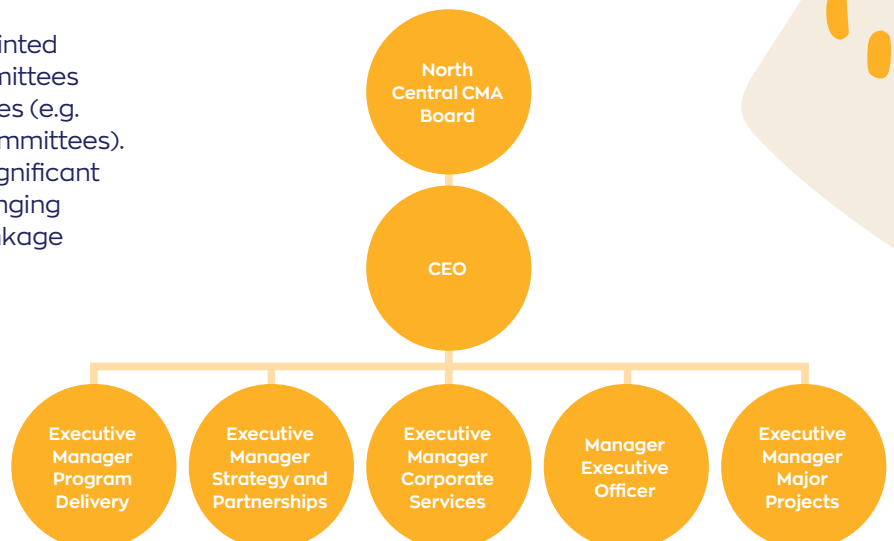 inted
mittees
es (e.g.
ommittees).
gnificant
nging
kage
North
Central CMA
Board
CEO
Executive
Manager
Program
Delivery
Executive
Manager
Strategy and
Partnerships
Executive
Manager
Corporate
Services
Manager
Executive
Officer
Executive
Manager
Major
Projects